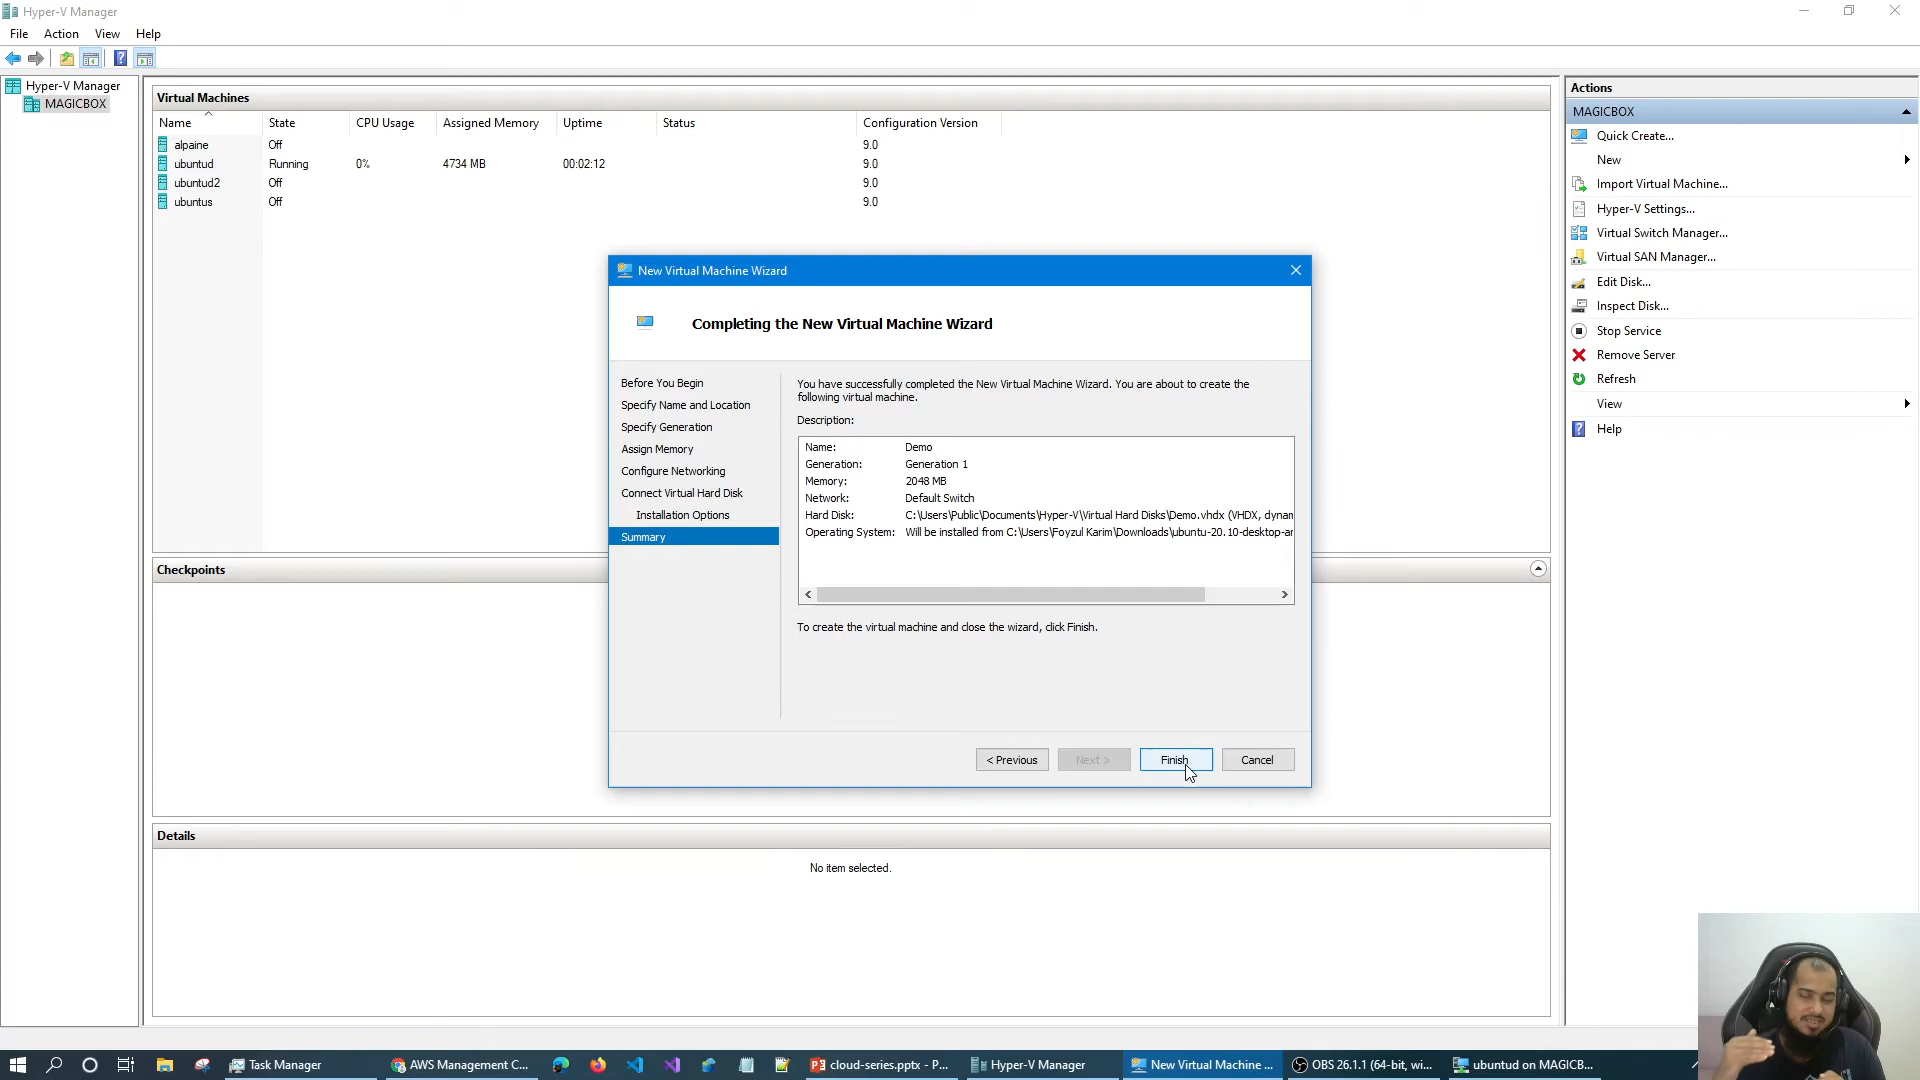 Hyper-V Manager
File Action View Help
Hyper-V Manager
MAGICBOX
Virtual Machines
Name State CPU Usage Assigned Memory Uptime Status Configuration Version
alpaine Off 9.0
ubuntud Running 0% 4734 MB 00:02:12 9.0
ubuntud2 Off 9.0
ubuntus Off 9.0
New Virtual Machine Wizard
Completing the New Virtual Machine Wizard
Before You Begin
Specify Name and Location
Specify Generation
Assign Memory
Configure Networking
Connect Virtual Hard Disk
Installation Options
Summary
You have successfully completed the New Virtual Machine Wizard. You are about to create the
following virtual machine.
Description:
Name: Demo
Generation: Generation 1
Memory: 2048 MB
Network: Default Switch
Hard Disk: C:\Users\Public\Documents\Hyper-V\Virtual Hard Disks\Demo.vhdx (VHDX, dynam
Operating System: Will be installed from C:\Users\Foyzul Karim\Downloads\ubuntu-20.10-desktop-ar
To create the virtual machine and close the wizard, click Finish.
< Previous Next > Finish Cancel
Checkpoints
Details
No item selected.
Actions
MAGICBOX
Quick Create...
New
Import Virtual Machine...
Hyper-V Settings...
Virtual Switch Manager...
Virtual SAN Manager...
Edit Disk...
Inspect Disk...
Stop Service
Remove Server
Refresh
View
Help
Task Manager AWS Management C... cloud-series.pptx - P... Hyper-V Manager New Virtual Machine ... OBS 26.1.1 (64-bit, wi... ubuntud on MAGICB...